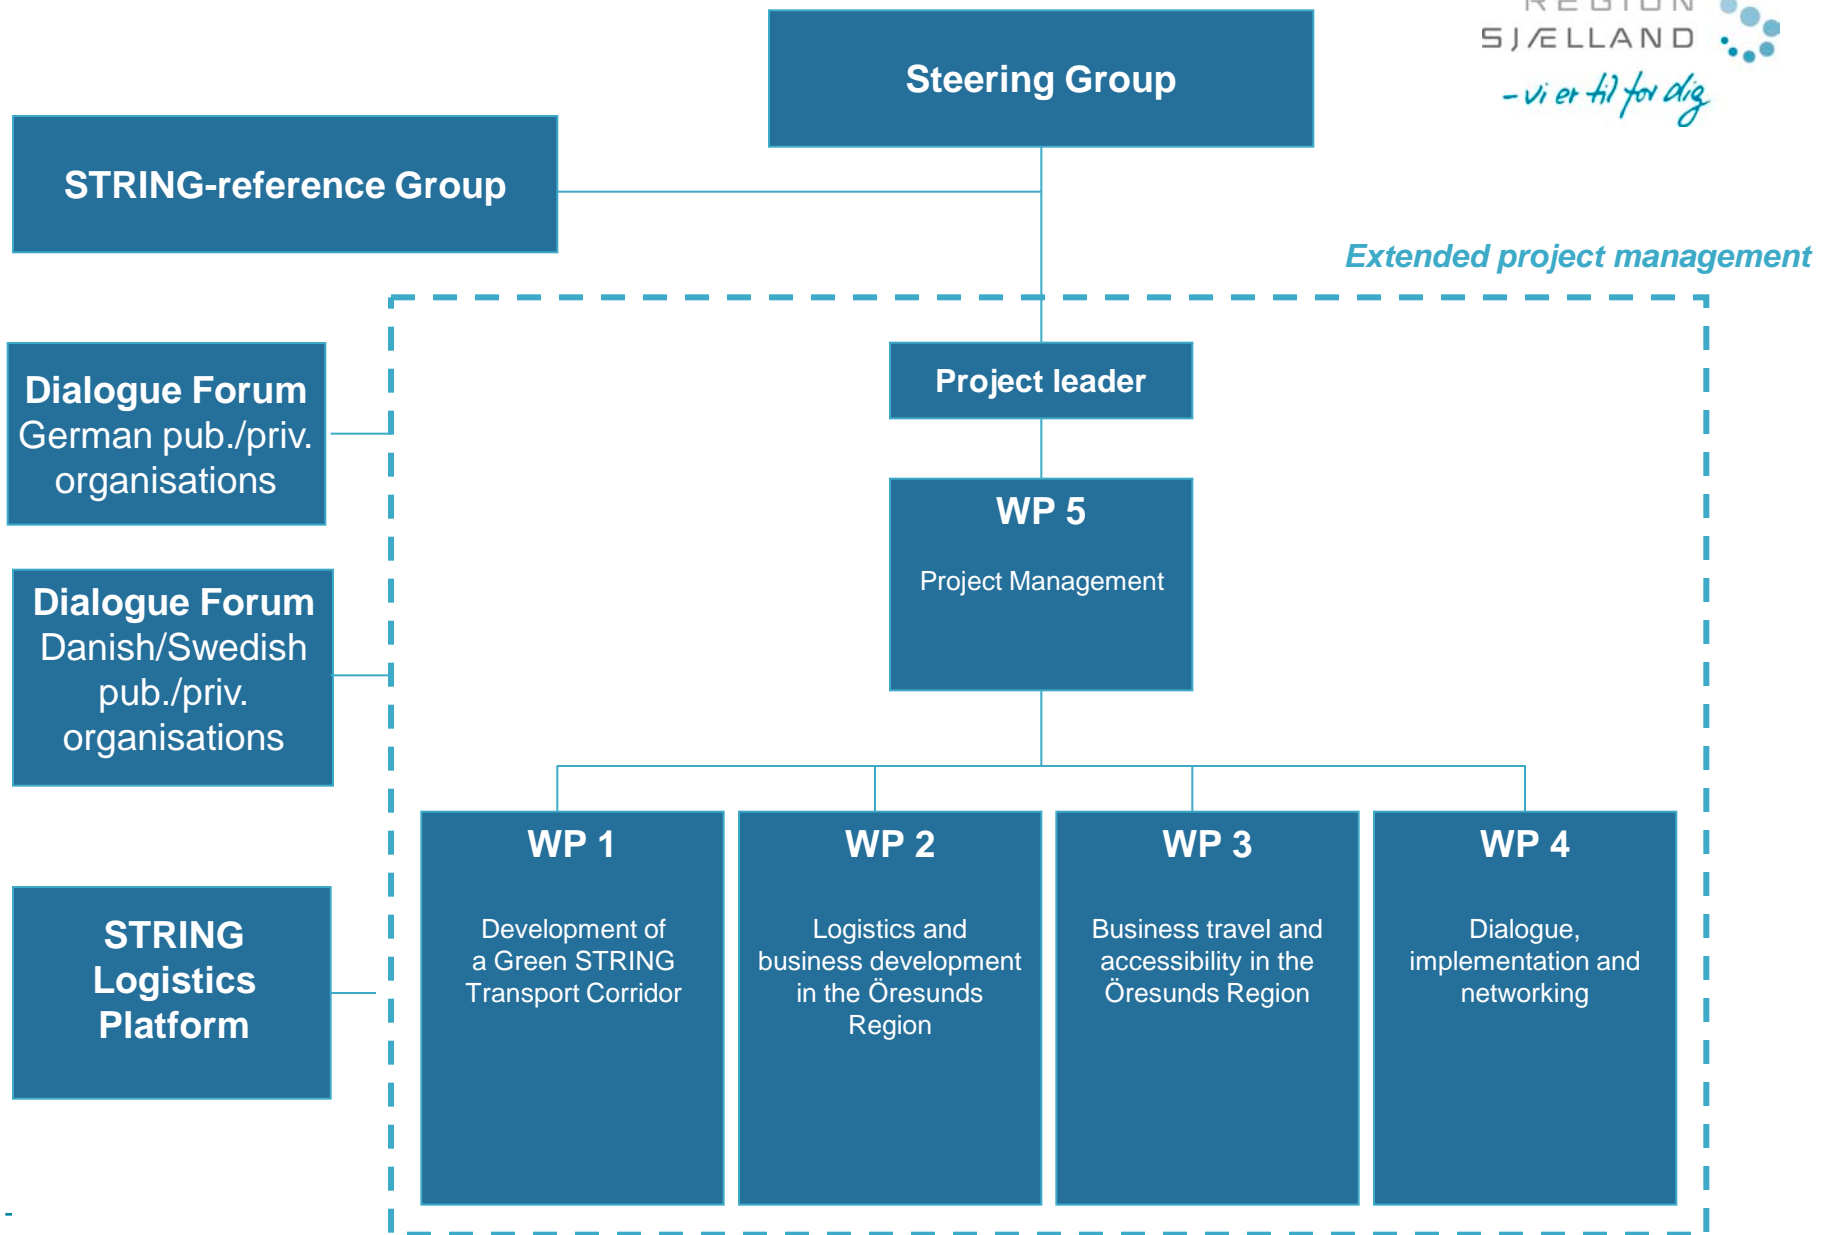 REGION
SJÆLLAND
- vi er til for dig
Steering Group
STRING-reference Group
Extended project management
Project leader
Dialogue Forum
German pub./priv.
organisations
WP 5
Project Management
Dialogue Forum
Danish/Swedish
pub./priv.
organisations
STRING
Logistics
Platform
WP 1
Development of
a Green STRING
Transport Corridor
WP 2
Logistics and
business development
in the Öresunds
Region
WP 3
Business travel and
accessibility in the
Öresunds Region
WP 4
Dialogue,
implementation and
networking
-